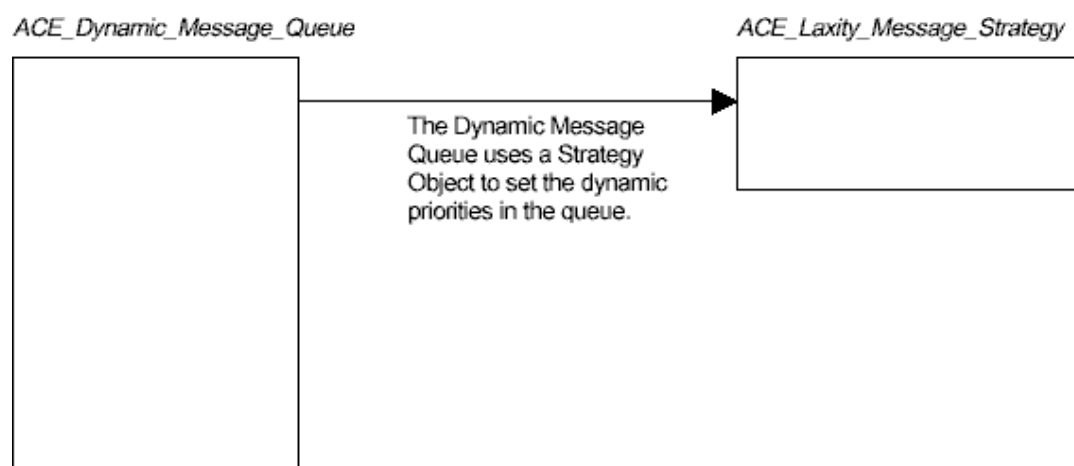 ACE_Dynamic_Message_Queue
ACE_Laxity_Message_Strategy
The Dynamic Message
Queue uses a Strategy
Object to set the dynamic
priorities in the queue.